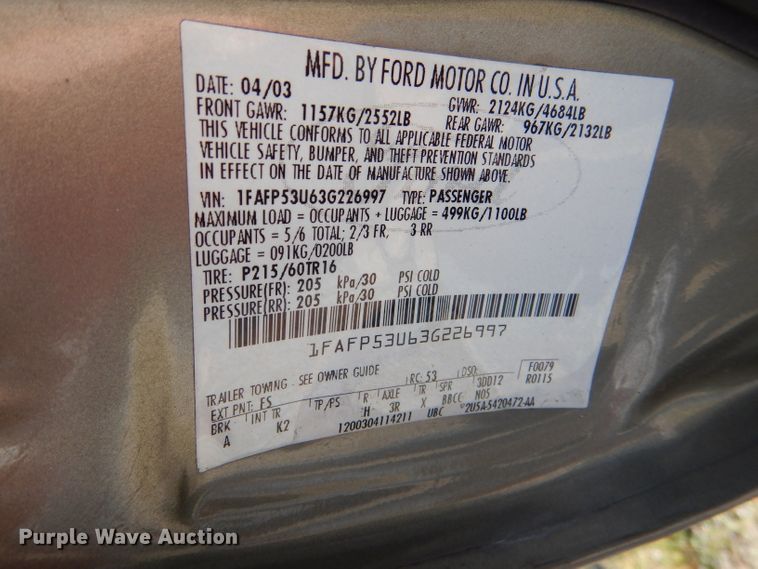 MFD. BY FORD MOTOR CO. IN U.S.A.
DATE: 04/03 GVWR: 2124KG/4684LB
FRONT GAWR: 1157KG/2552LB REAR GAWR: 967KG/2132LB
THIS VEHICLE CONFORMS TO ALL APPLICABLE FEDERAL MOTOR
VEHICLE SAFETY, BUMPER, AND THEFT PREVENTION STANDARDS
IN EFFECT ON THE DATE OF MANUFACTURE SHOWN ABOVE.
VIN: 1FAFP53U63G226997 TYPE: PASSENGER
MAXIMUM LOAD = OCCUPANTS + LUGGAGE = 499KG/1100LB
OCCUPANTS = 5/6 TOTAL; 2/3 FR, 3 RR
LUGGAGE = 091KG/0200LB
TIRE: P215/60TR16
PRESSURE(FR): 205 kPa/30 PSI COLD
PRESSURE(RR): 205 kPa/30 PSI COLD
1FAFP53U63G226997
TRAILER TOWING - SEE OWNER GUIDE
EXT PNT: ES RC: 53 DSO: F0079
BRK INT TR TP/PS R AXLE TR SPR 3DD12 R0115
A K2 H 3R X BBCC N05
1200304114211 UBC 2U5A-5420472-AA
Purple Wave Auction